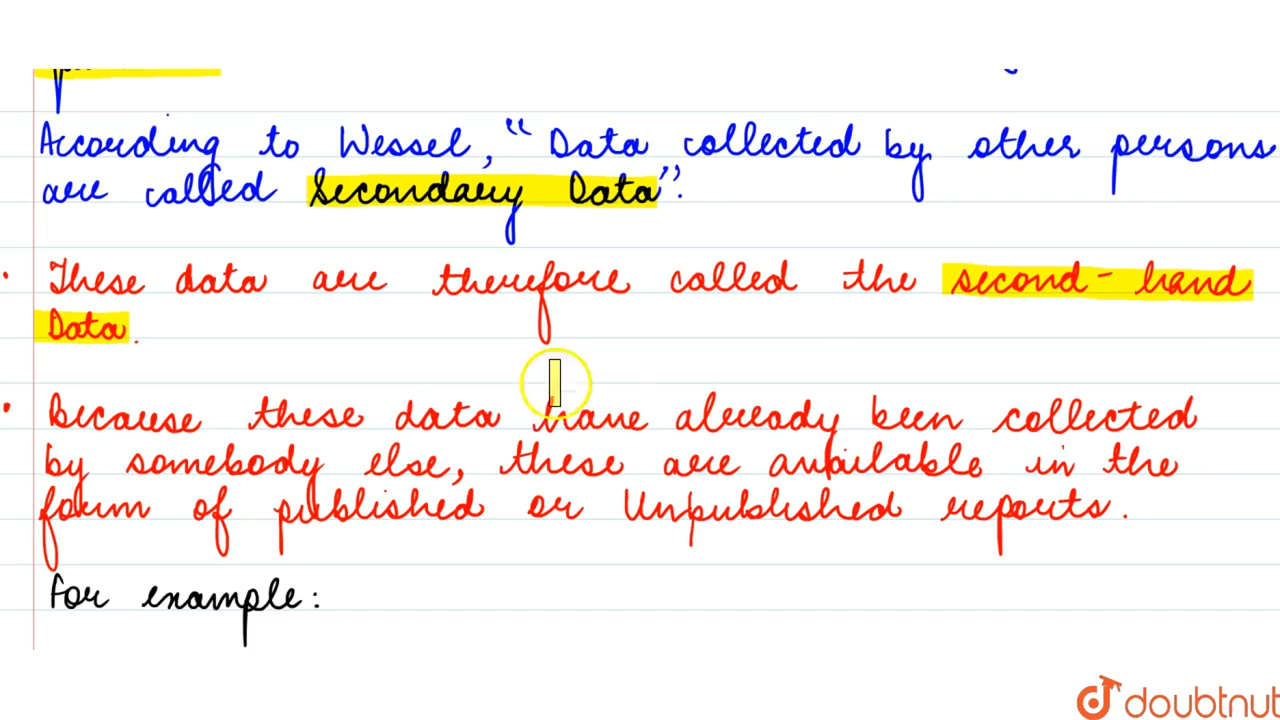 According to Wessel, “Data collected by other persons
are called Secondary Data”.
• These data are therefore called the second-hand
Data.
• Because these data have already been collected
by somebody else, these are available in the
form of published or Unpublished reports.
For example:
doubtnut